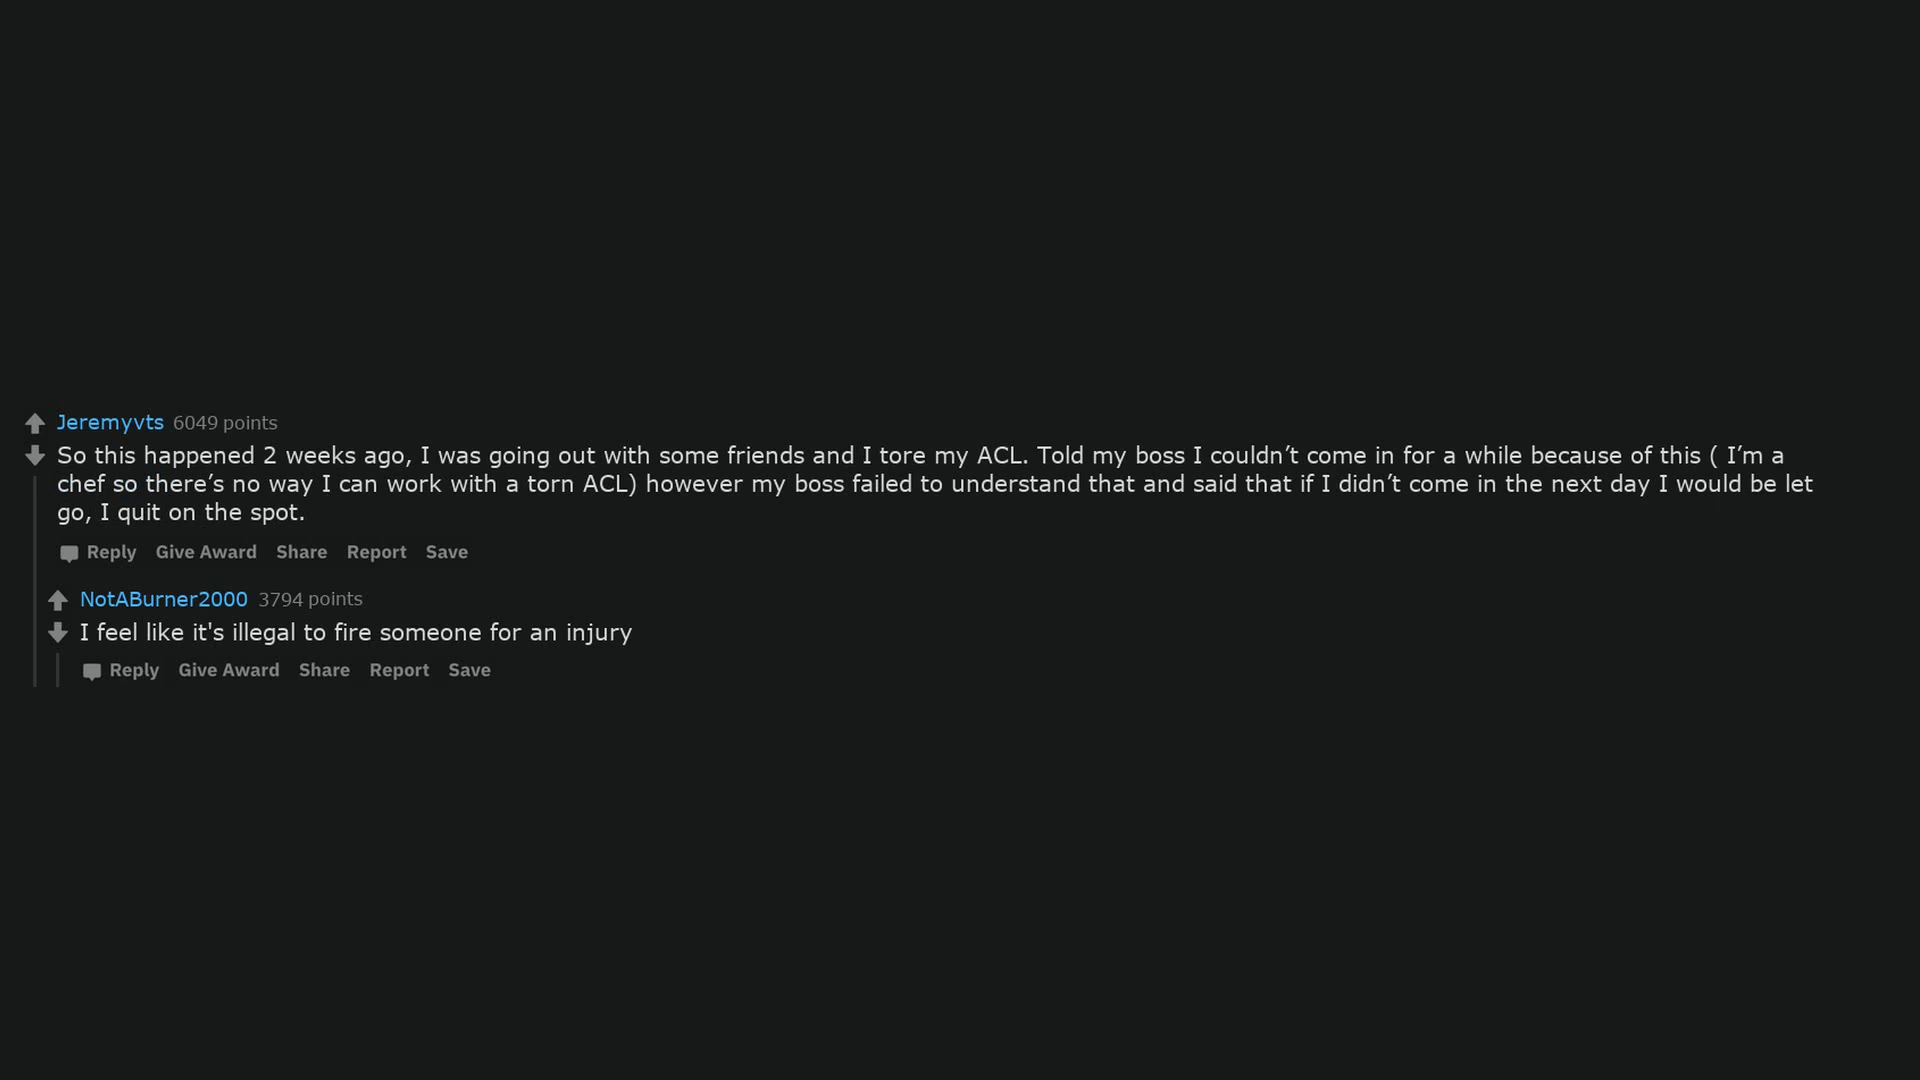 Jeremyvts 6049 points
So this happened 2 weeks ago, I was going out with some friends and I tore my ACL. Told my boss I couldn’t come in for a while because of this ( I’m a
chef so there’s no way I can work with a torn ACL) however my boss failed to understand that and said that if I didn’t come in the next day I would be let
go, I quit on the spot.
Reply Give Award Share Report Save
NotABurner2000 3794 points
I feel like it's illegal to fire someone for an injury
Reply Give Award Share Report Save